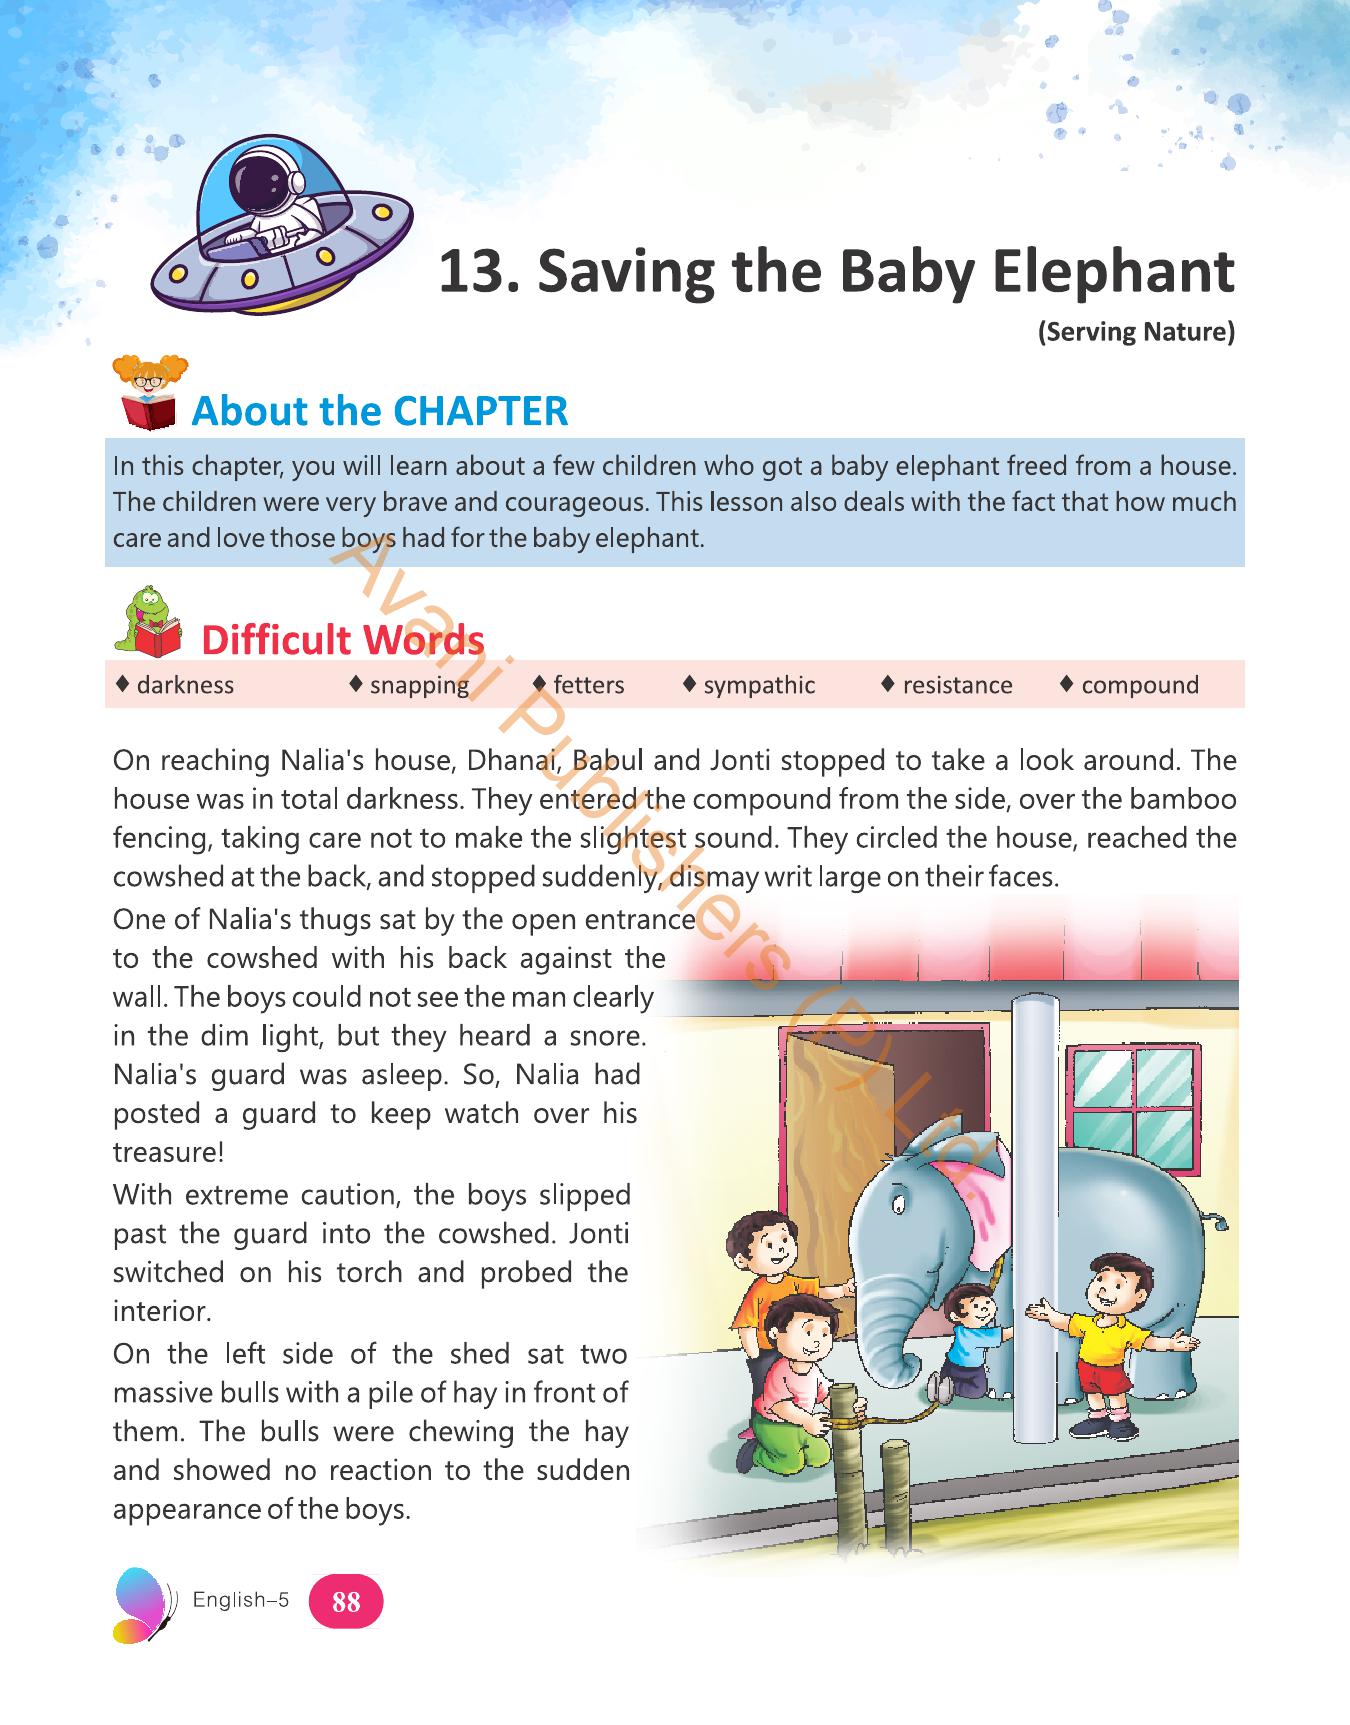 13. Saving the Baby Elephant
(Serving Nature)
About the CHAPTER
In this chapter, you will learn about a few children who got a baby elephant freed from a house.
The children were very brave and courageous. This lesson also deals with the fact that how much
care and love those boys had for the baby elephant.
Difficult Words
♦ darkness ♦ snapping ♦ fetters ♦ sympathic ♦ resistance ♦ compound
On reaching Nalia's house, Dhanai, Babul and Jonti stopped to take a look around. The
house was in total darkness. They entered the compound from the side, over the bamboo
fencing, taking care not to make the slightest sound. They circled the house, reached the
cowshed at the back, and stopped suddenly, dismay writ large on their faces.
One of Nalia's thugs sat by the open entrance
to the cowshed with his back against the
wall. The boys could not see the man clearly
in the dim light, but they heard a snore.
Nalia's guard was asleep. So, Nalia had
posted a guard to keep watch over his
treasure!
With extreme caution, the boys slipped
past the guard into the cowshed. Jonti
switched on his torch and probed the
interior.
On the left side of the shed sat two
massive bulls with a pile of hay in front of
them. The bulls were chewing the hay
and showed no reaction to the sudden
appearance of the boys.
English–5 88
Avani Publishers (P) Ltd.